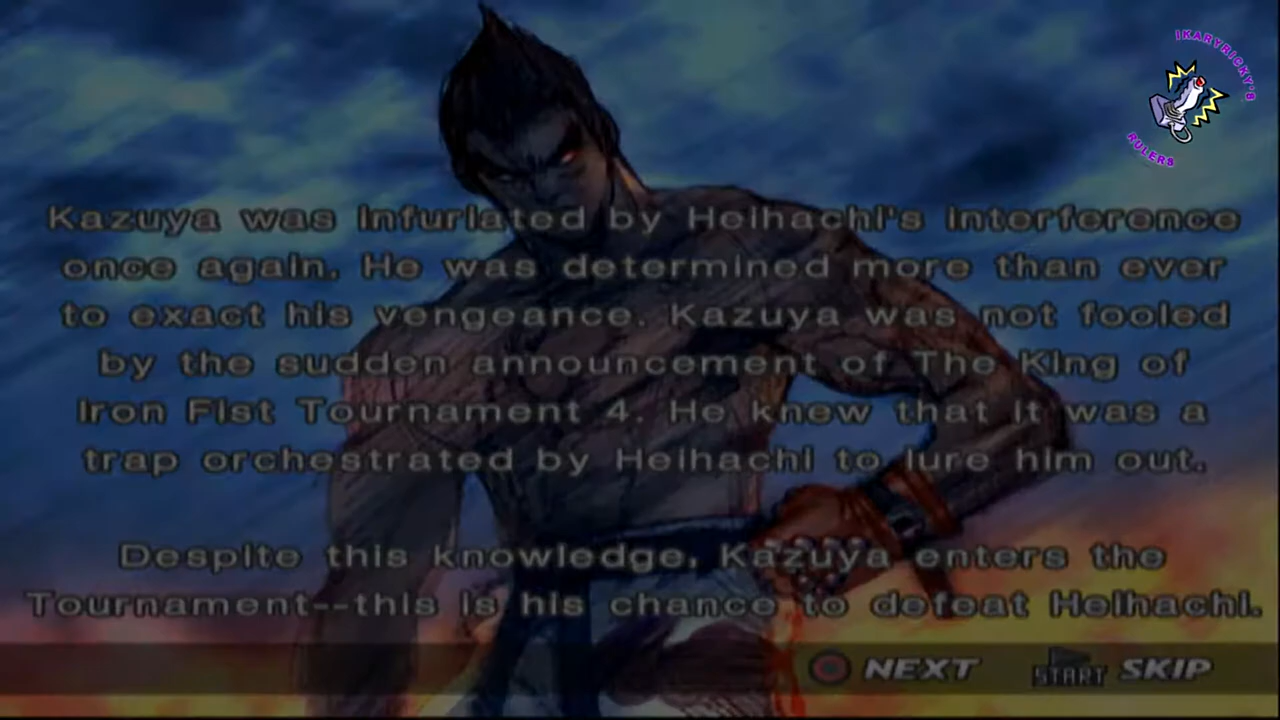 IKARYRICKY'S
RULERS
Kazuya was infuriated by Heihachi's interference
once again. He was determined more than ever
to exact his vengeance. Kazuya was not fooled
by the sudden announcement of The King of
Iron Fist Tournament 4. He knew that it was a
trap orchestrated by Heihachi to lure him out.
Despite this knowledge, Kazuya enters the
Tournament--this is his chance to defeat Heihachi.
NEXT START SKIP